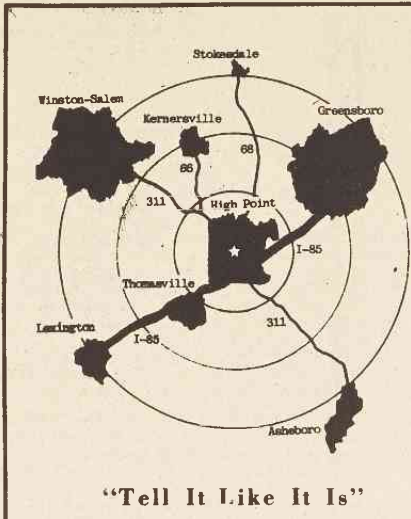 Stokesdale
Winston-Salem
Greensboro
Kernersville
68
66
311
High Point
I-85
Thomasville
311
Lexington
I-85
Asheboro
"Tell It Like It Is"